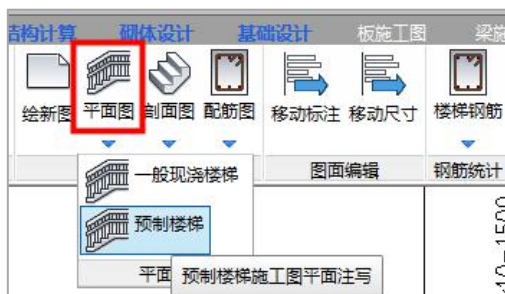 结构计算 砌体设计 基础设计 板施工图 梁施
绘新图 平面图 剖面图 配筋图 移动标注 移动尺寸 楼梯钢筋
一般现浇楼梯 图面编辑 钢筋统计
预制楼梯
平面
预制楼梯施工图平面注写
10=1500